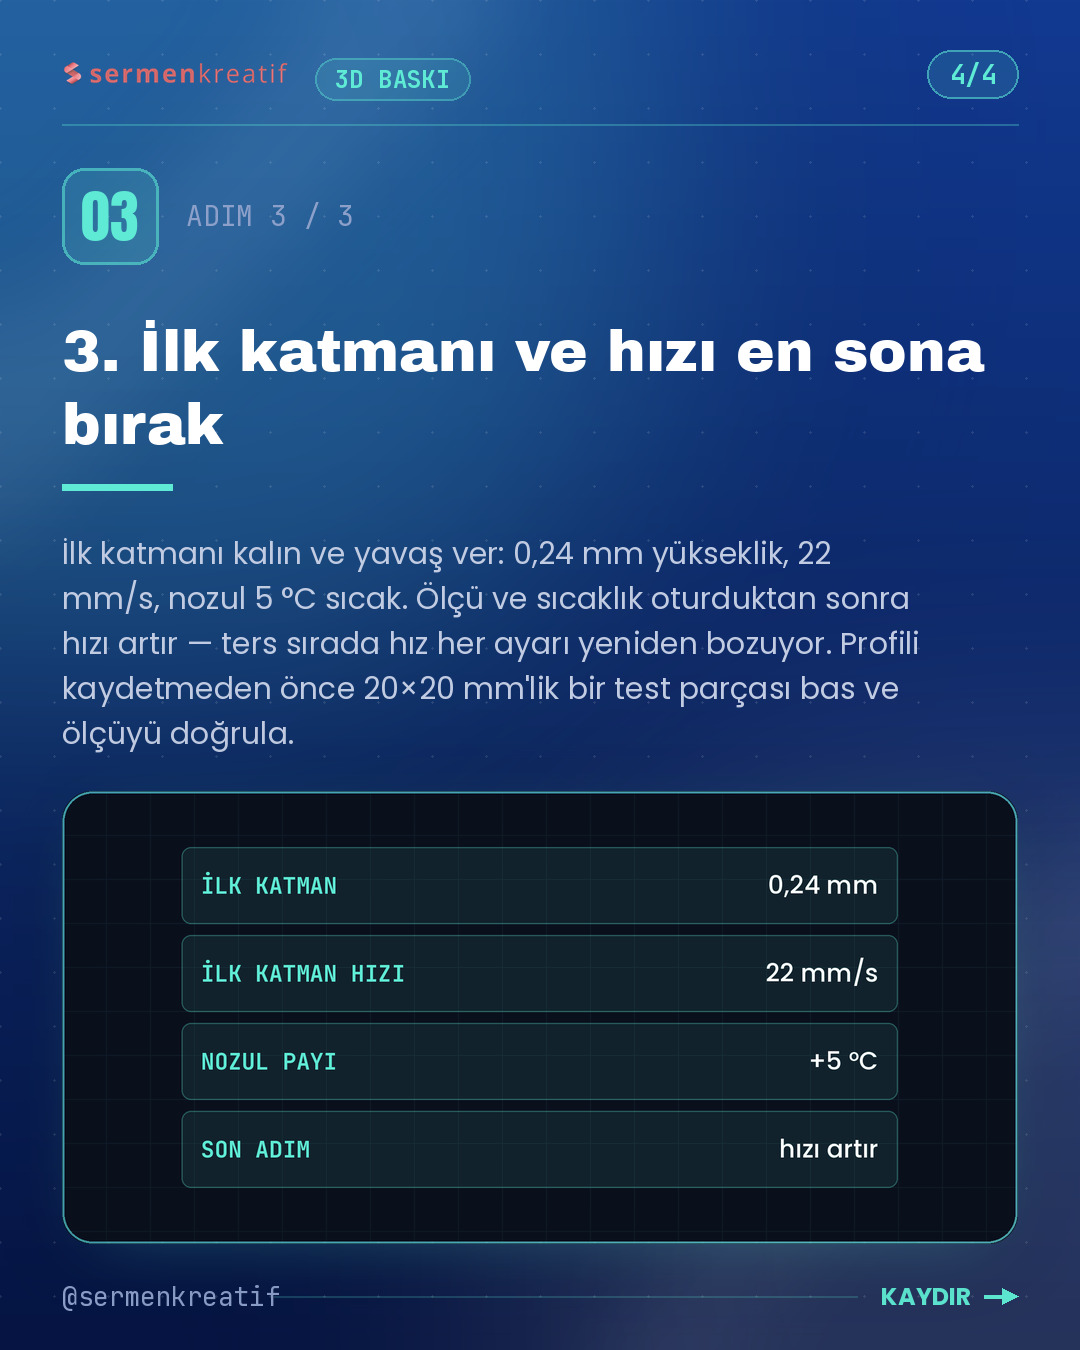 sermenkreatif
3D BASKI
4/4
03
ADIM 3 / 3
3. İlk katmanı ve hızı en sona
bırak
İlk katmanı kalın ve yavaş ver: 0,24 mm yükseklik, 22
mm/s, nozul 5 °C sıcak. Ölçü ve sıcaklık oturduktan sonra
hızı artır — ters sırada hız her ayarı yeniden bozuyor. Profili
kaydetmeden önce 20×20 mm'lik bir test parçası bas ve
ölçüyü doğrula.
İLK KATMAN 0,24 mm
İLK KATMAN HIZI 22 mm/s
NOZUL PAYI +5 °C
SON ADIM hızı artır
@sermenkreatif
KAYDIR